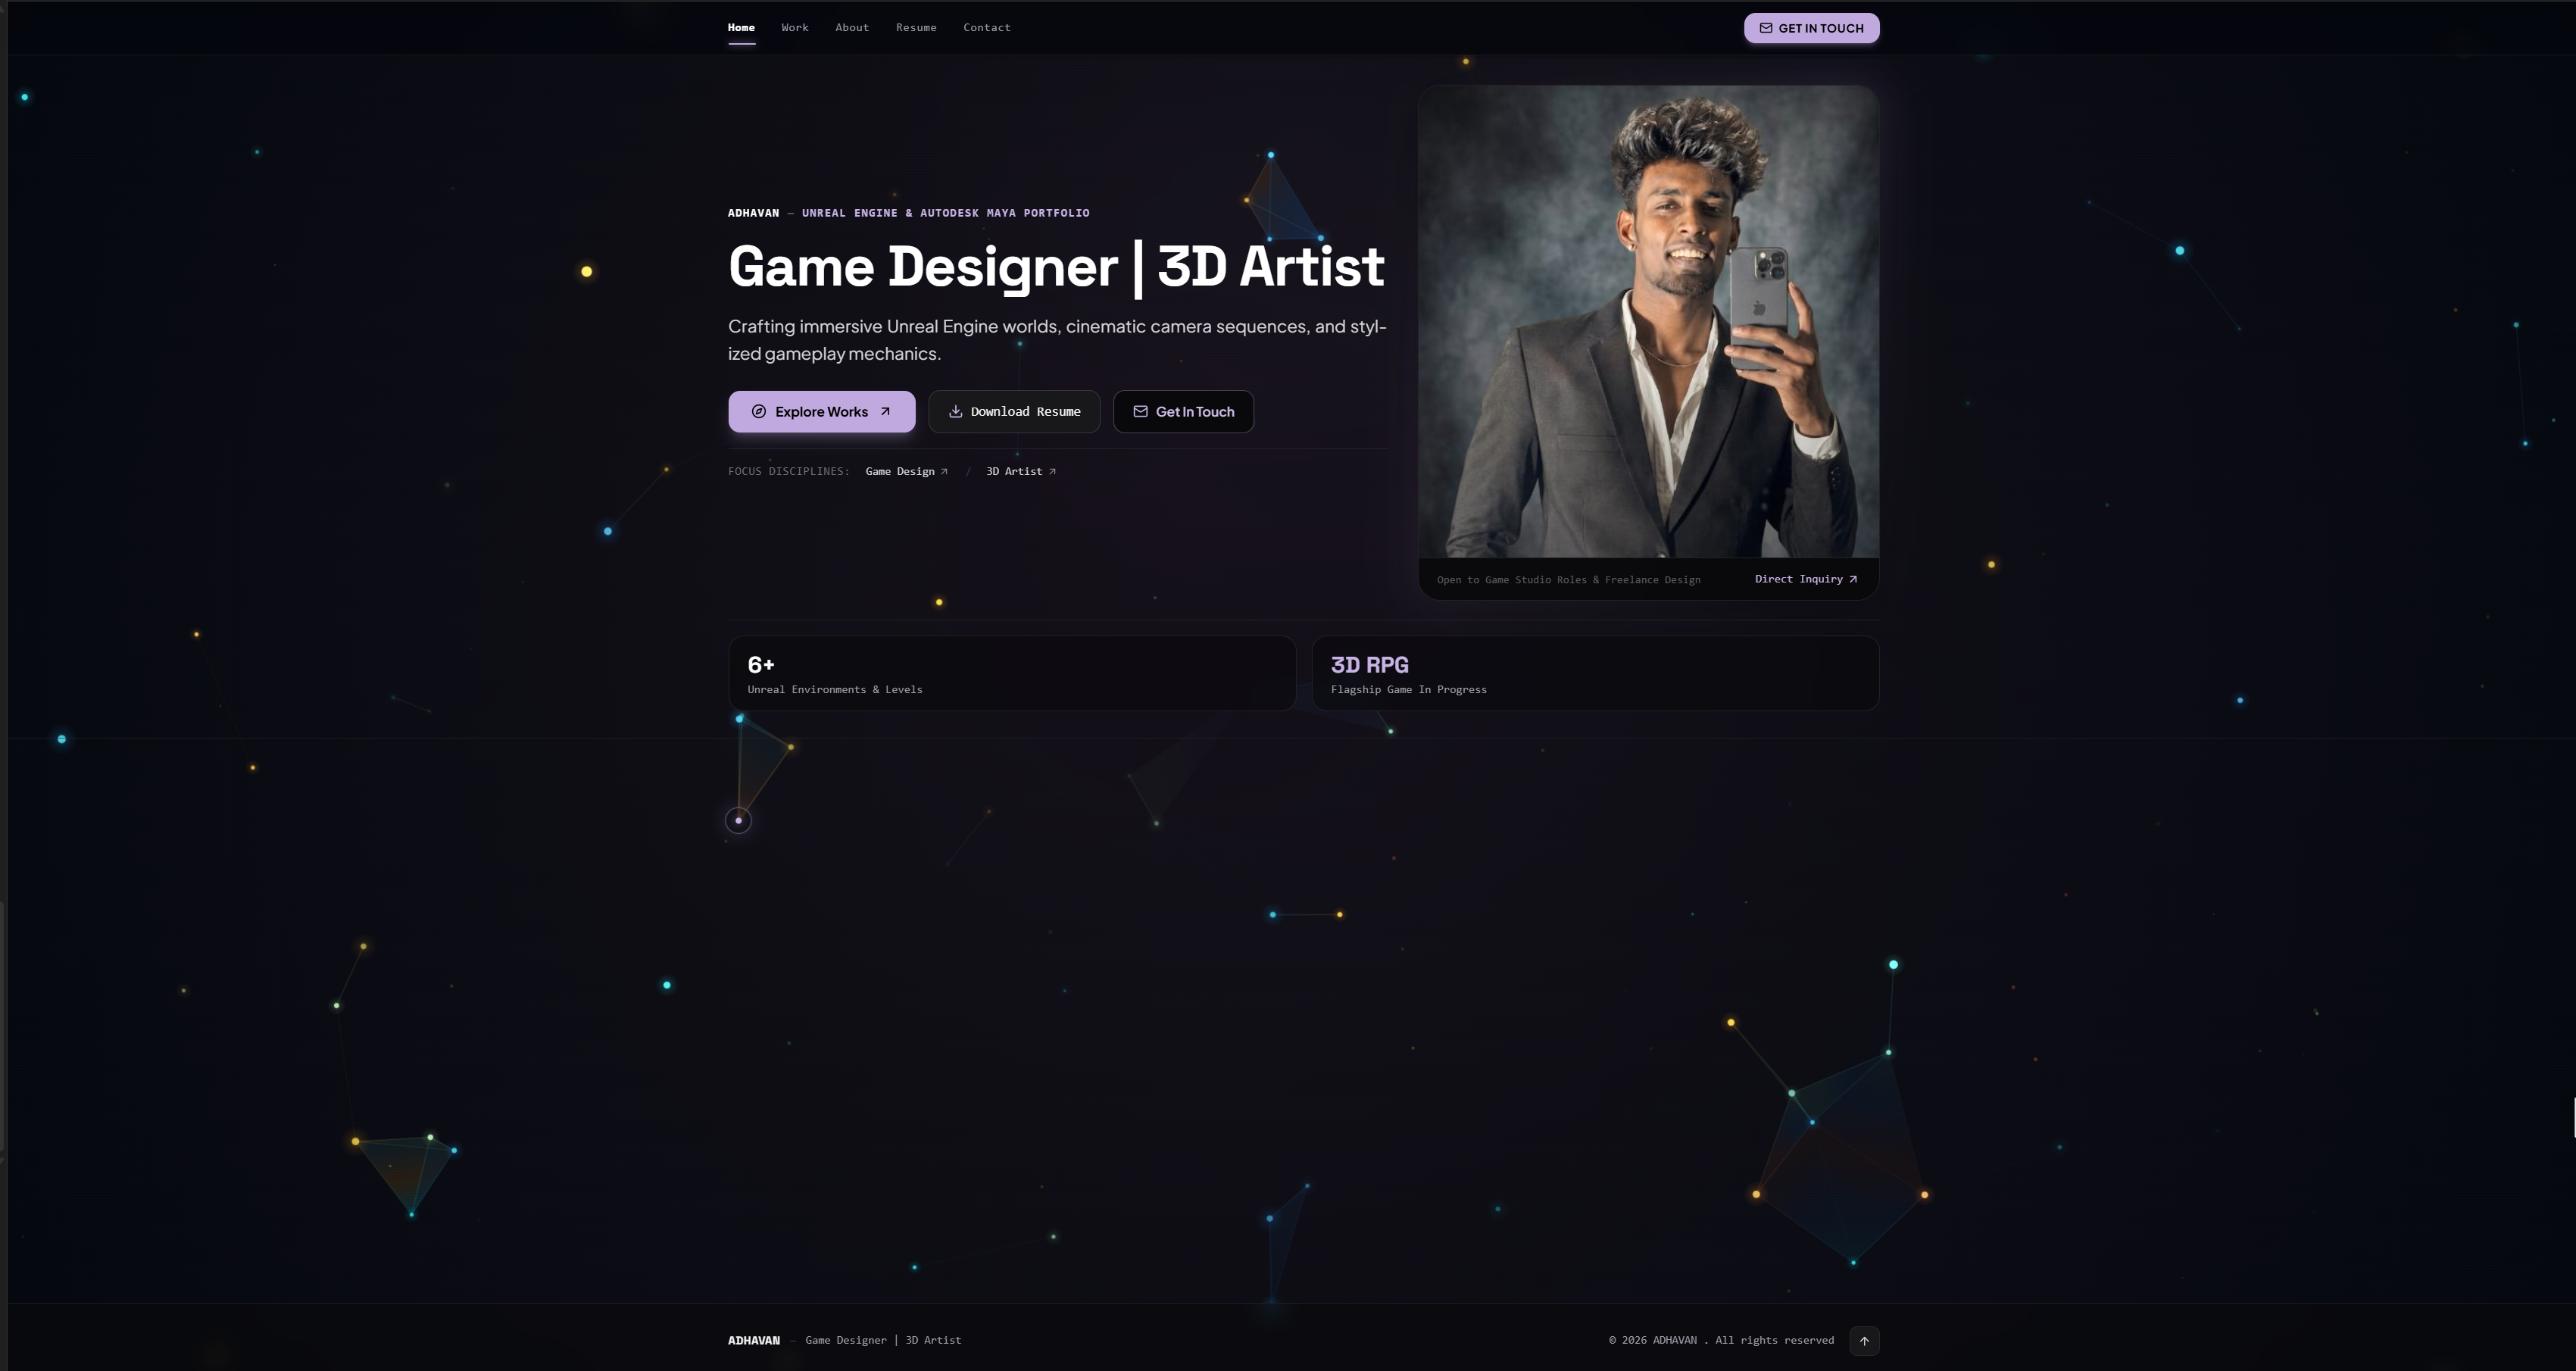 Home Work About Resume Contact GET IN TOUCH
ADHAVAN — UNREAL ENGINE & AUTODESK MAYA PORTFOLIO
Game Designer | 3D Artist
Crafting immersive Unreal Engine worlds, cinematic camera sequences, and styl-
ized gameplay mechanics.
Explore Works Download Resume Get In Touch
FOCUS DISCIPLINES: Game Design / 3D Artist
Open to Game Studio Roles & Freelance Design Direct Inquiry
6+
Unreal Environments & Levels
3D RPG
Flagship Game In Progress
ADHAVAN — Game Designer | 3D Artist
© 2026 ADHAVAN . All rights reserved